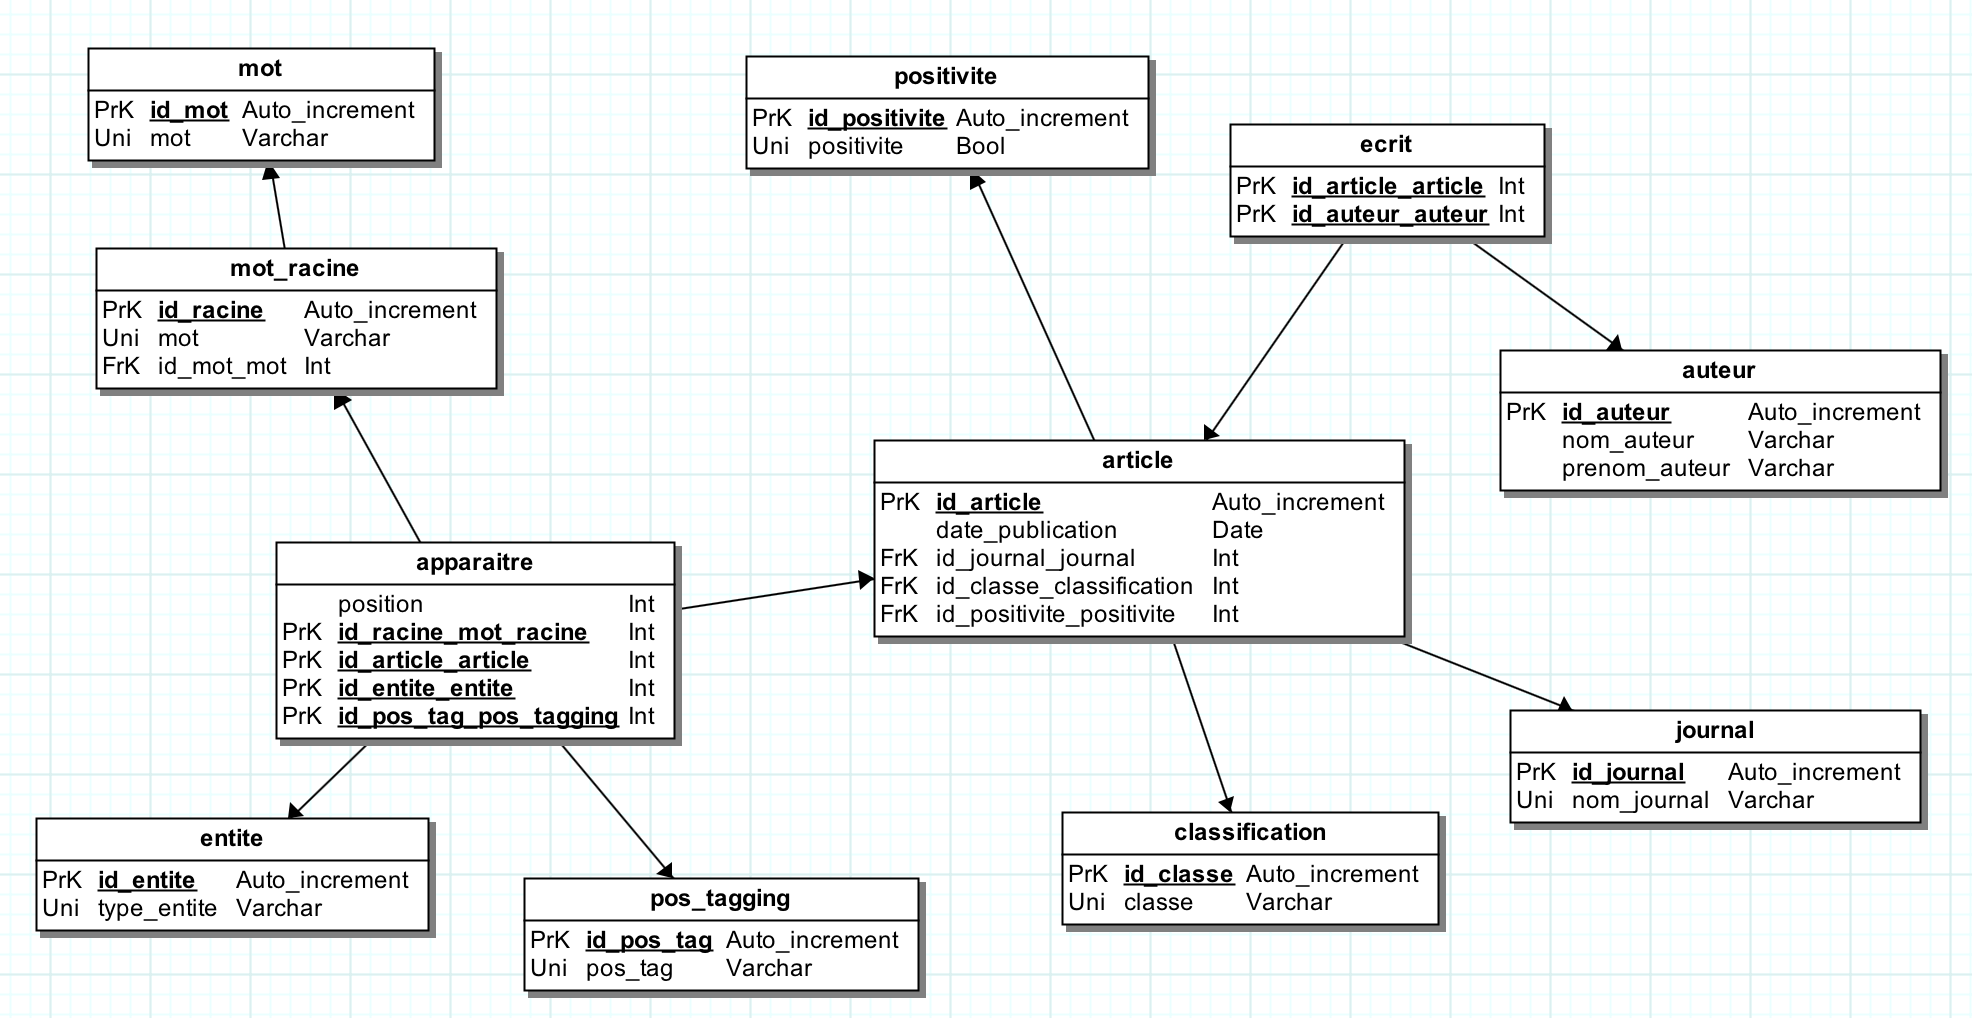 mot
PrK id_mot Auto_increment
Uni mot Varchar
positivite
PrK id_positivite Auto_increment
Uni positivite Bool
ecrit
PrK id_article_article Int
PrK id_auteur_auteur Int
mot_racine
PrK id_racine Auto_increment
Uni mot Varchar
FrK id_mot_mot Int
auteur
PrK id_auteur Auto_increment
nom_auteur Varchar
prenom_auteur Varchar
article
PrK id_article Auto_increment
date_publication Date
FrK id_journal_journal Int
FrK id_classe_classification Int
FrK id_positivite_positivite Int
apparaitre
position Int
PrK id_racine_mot_racine Int
PrK id_article_article Int
PrK id_entite_entite Int
PrK id_pos_tag_pos_tagging Int
journal
PrK id_journal Auto_increment
Uni nom_journal Varchar
entite
PrK id_entite Auto_increment
Uni type_entite Varchar
pos_tagging
PrK id_pos_tag Auto_increment
Uni pos_tag Varchar
classification
PrK id_classe Auto_increment
Uni classe Varchar